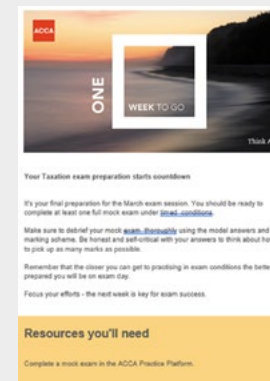 ACCA
ONE
WEEK TO GO
Think A
Your Taxation exam preparation starts countdown
It's your final preparation for the March exam session. You should be ready to
complete at least one full mock exam under timed conditions.
Make sure to debrief your mock exam thoroughly using the model answers and
marking scheme. Be honest and self-critical with your answers to think about how
to pick up as many marks as possible.
Remember that the closer you can get to practising in exam conditions the better
prepared you will be on exam day.
Focus your efforts - the next week is key for exam success.
Resources you'll need
Complete a mock exam in the ACCA Practice Platform.